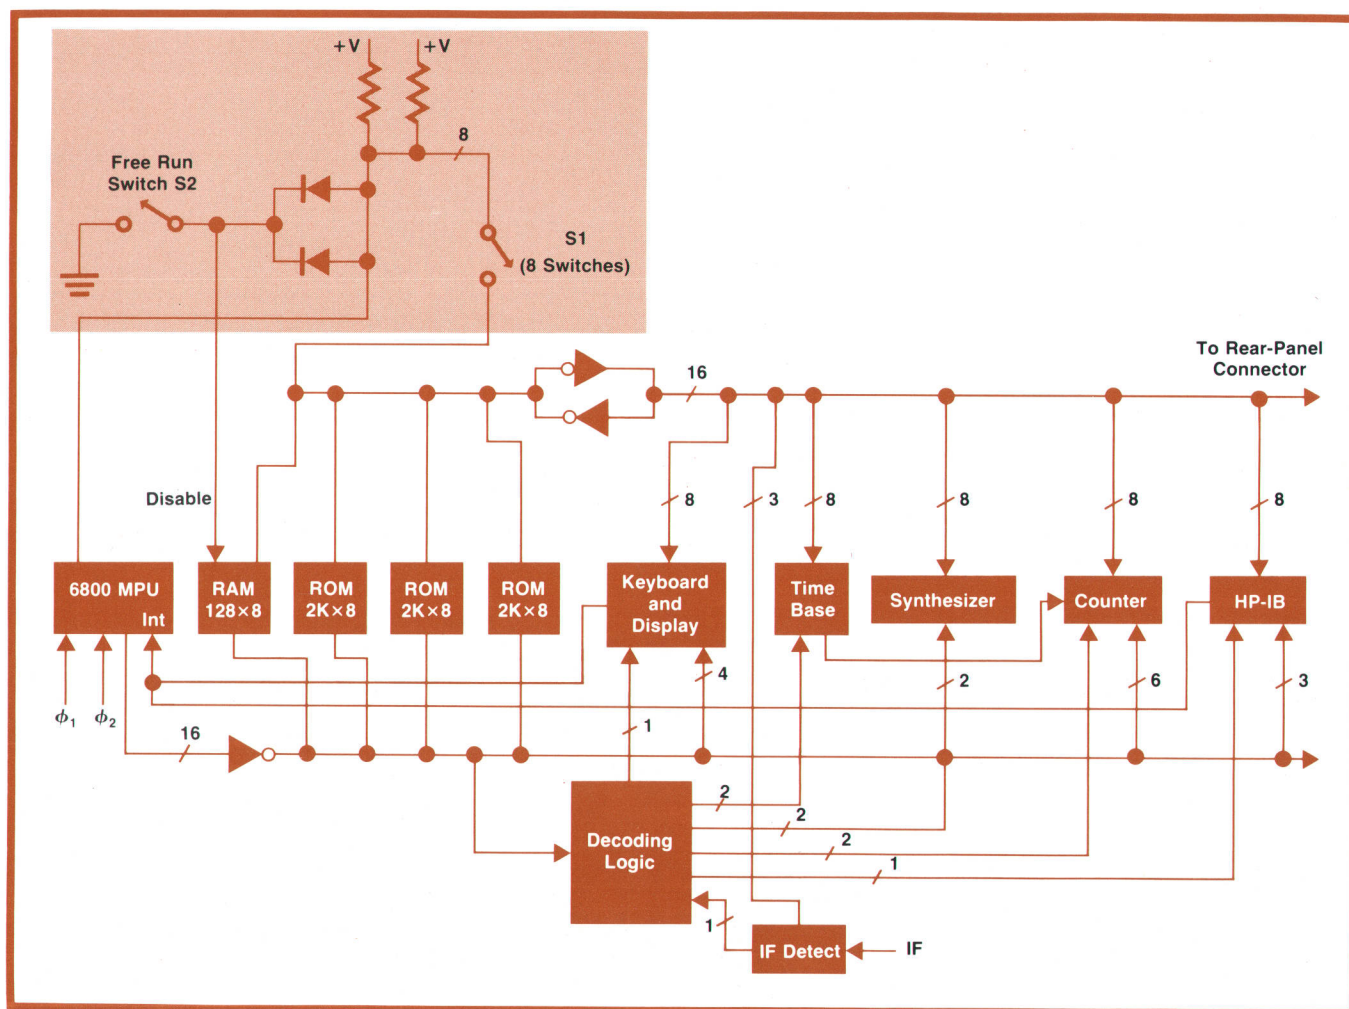 +V
+V
8
Free Run
Switch S2
S1
(8 Switches)
16
To Rear-Panel
Connector
Disable
8
3
8
8
8
8
6800 MPU
Int
RAM
128×8
ROM
2K×8
ROM
2K×8
ROM
2K×8
Keyboard
and
Display
Time
Base
Synthesizer
Counter
HP-IB
ϕ1
ϕ2
4
2
6
3
16
1
Decoding
Logic
2
2
2
1
1
IF Detect
IF